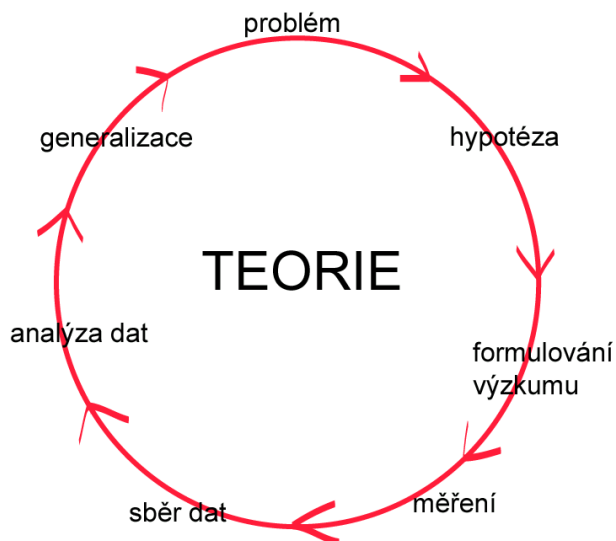 problém
hypotéza
formulování
výzkumu
měření
sběr dat
analýza dat
generalizace
TEORIE